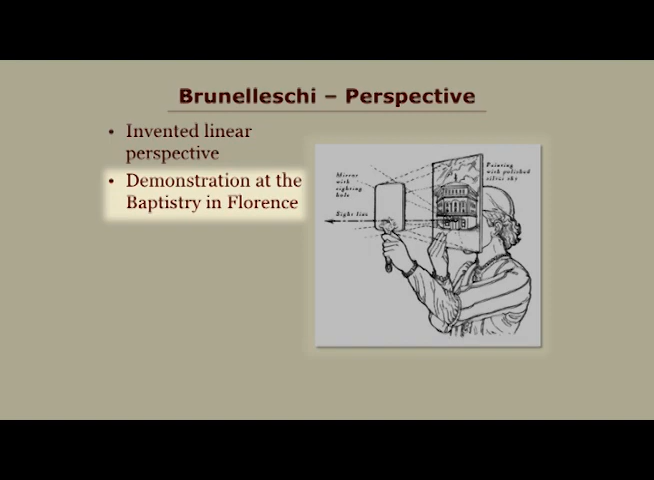 Brunelleschi – Perspective
• Invented linear
perspective
• Demonstration at the
Baptistry in Florence
Mirror
with
sighting
hole
Sight line
Painting
with polished
silver sky